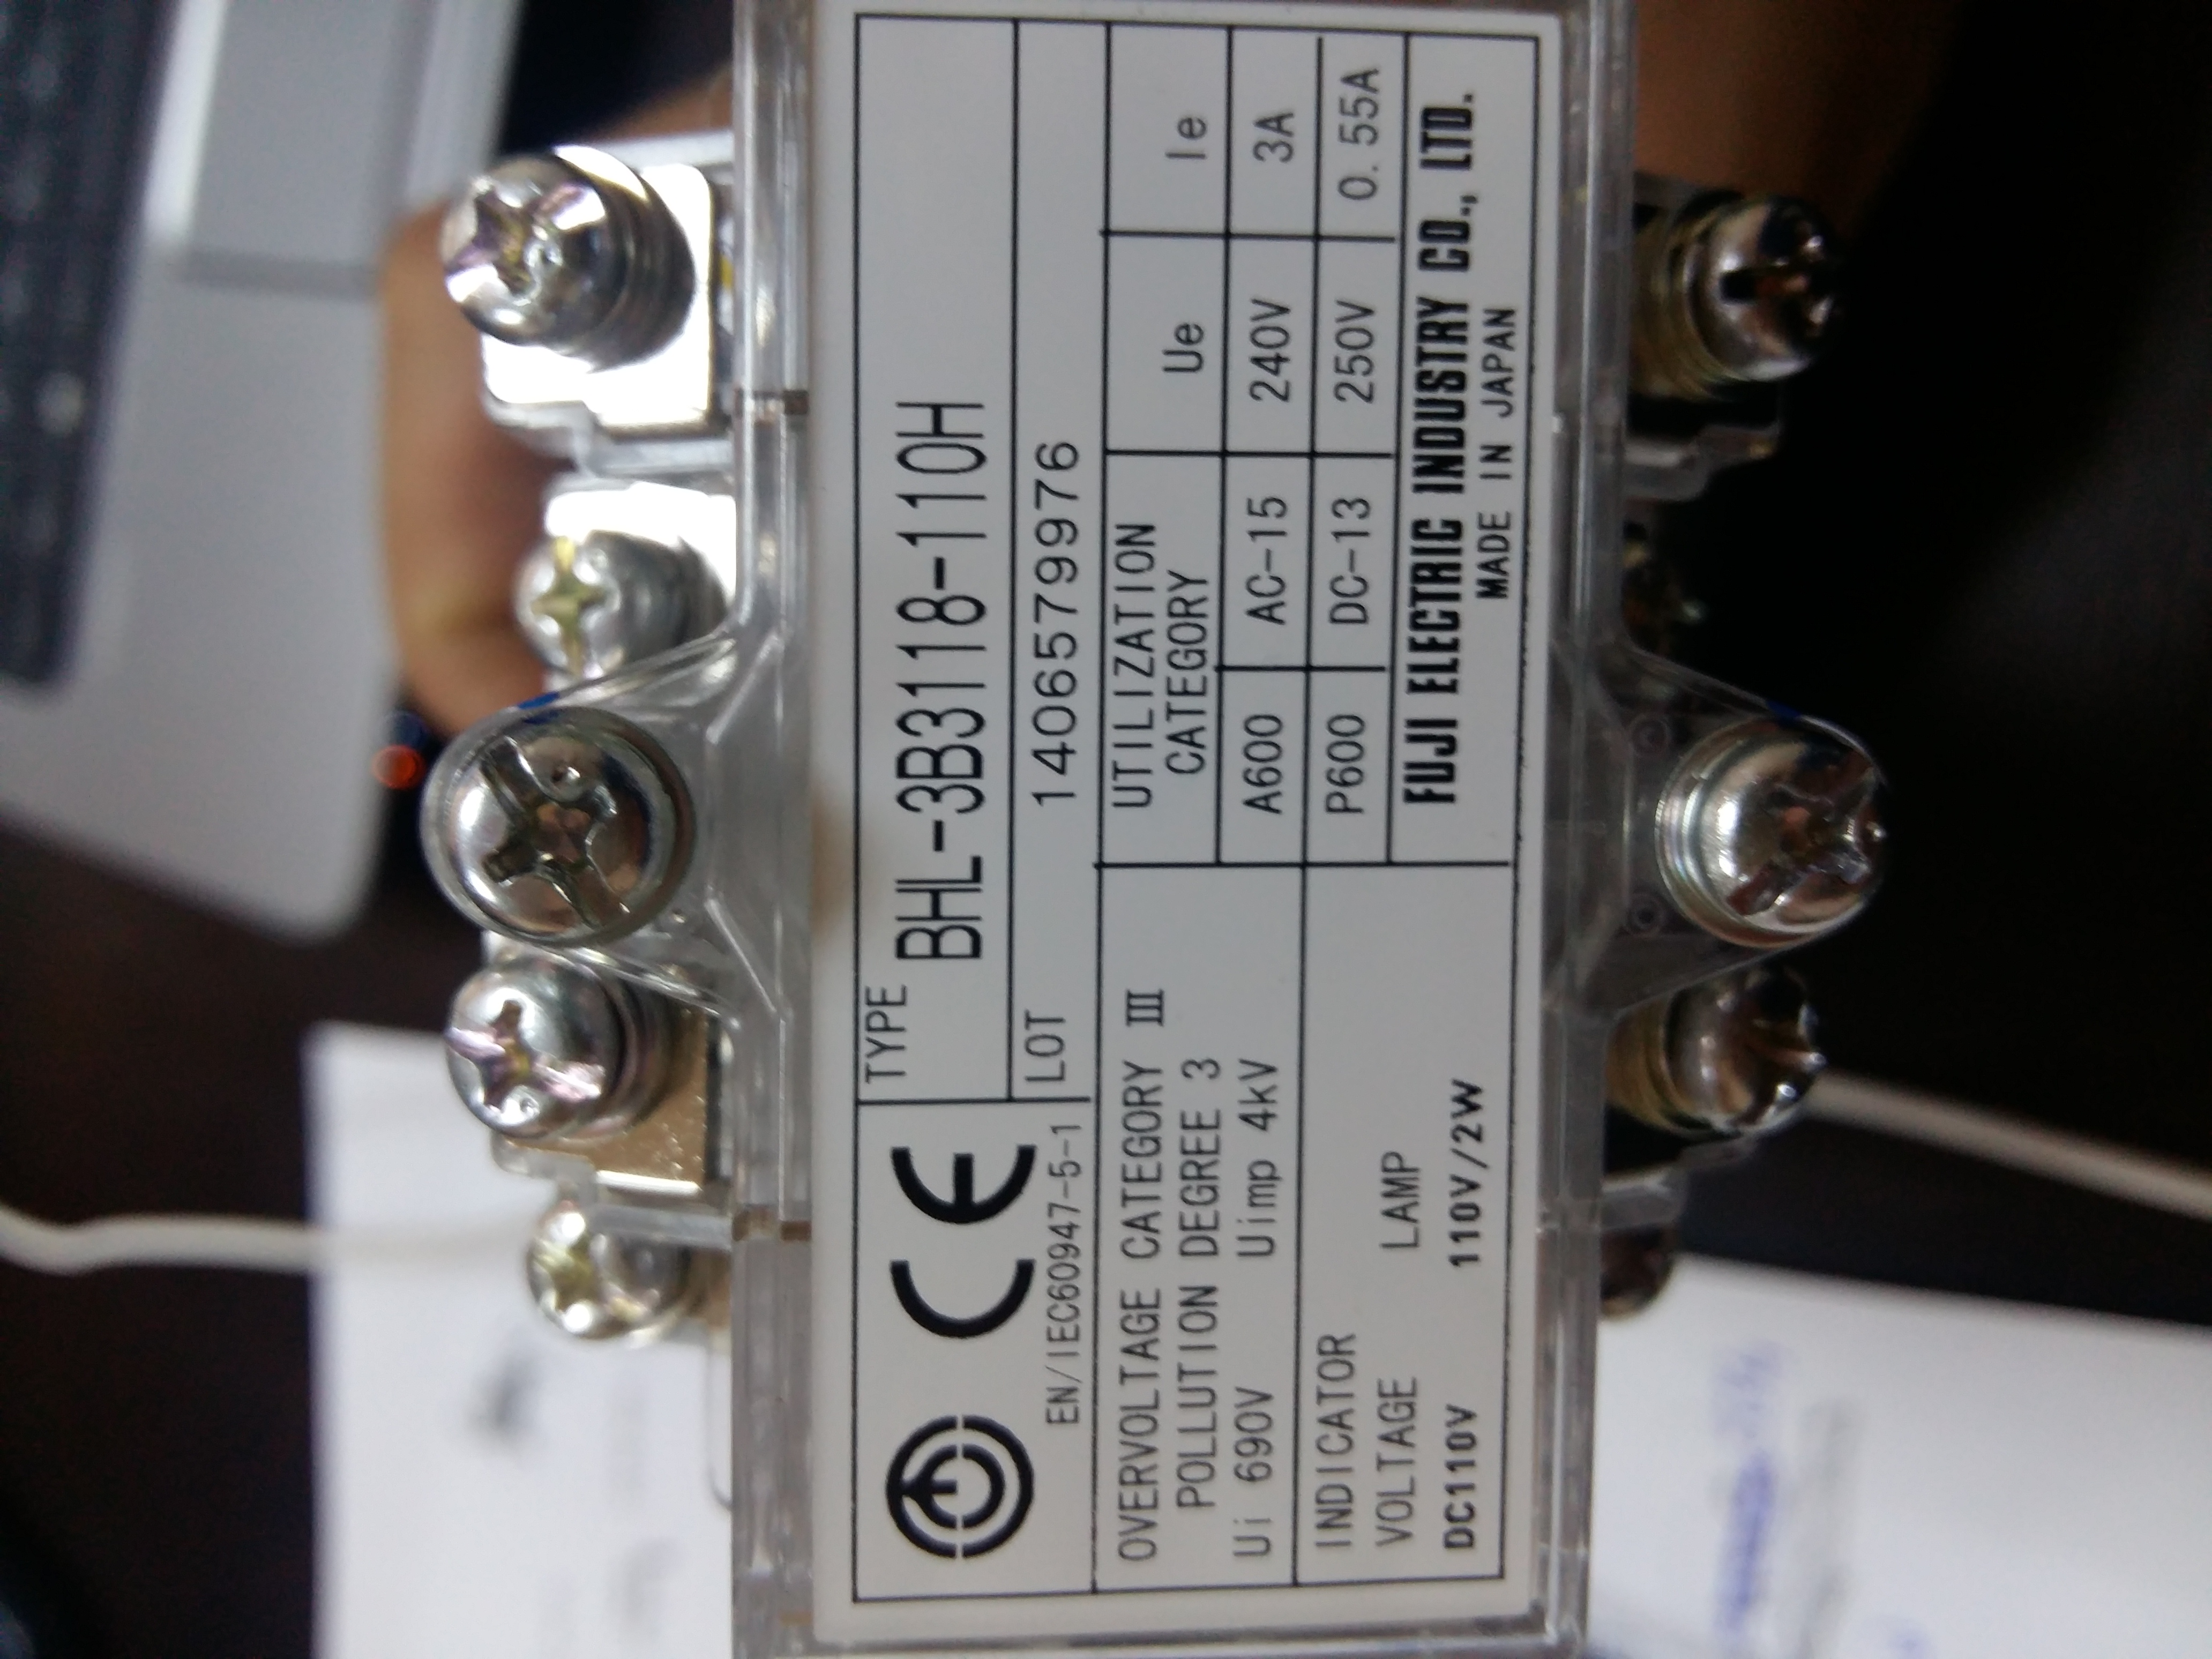 TYPE
BHL-3B3118-110H
CE
EN/IEC60947-5-1
LOT 1406579976
OVERVOLTAGE CATEGORY Ⅲ
POLLUTION DEGREE 3
Ui 690V Uimp 4kV
UTILIZATION CATEGORY Ue Ie
A600 AC-15 240V 3A
P600 DC-13 250V 0.55A
INDICATOR
VOLTAGE LAMP
DC110V 110V/2W
FUJI ELECTRIC INDUSTRY CO., LTD.
MADE IN JAPAN